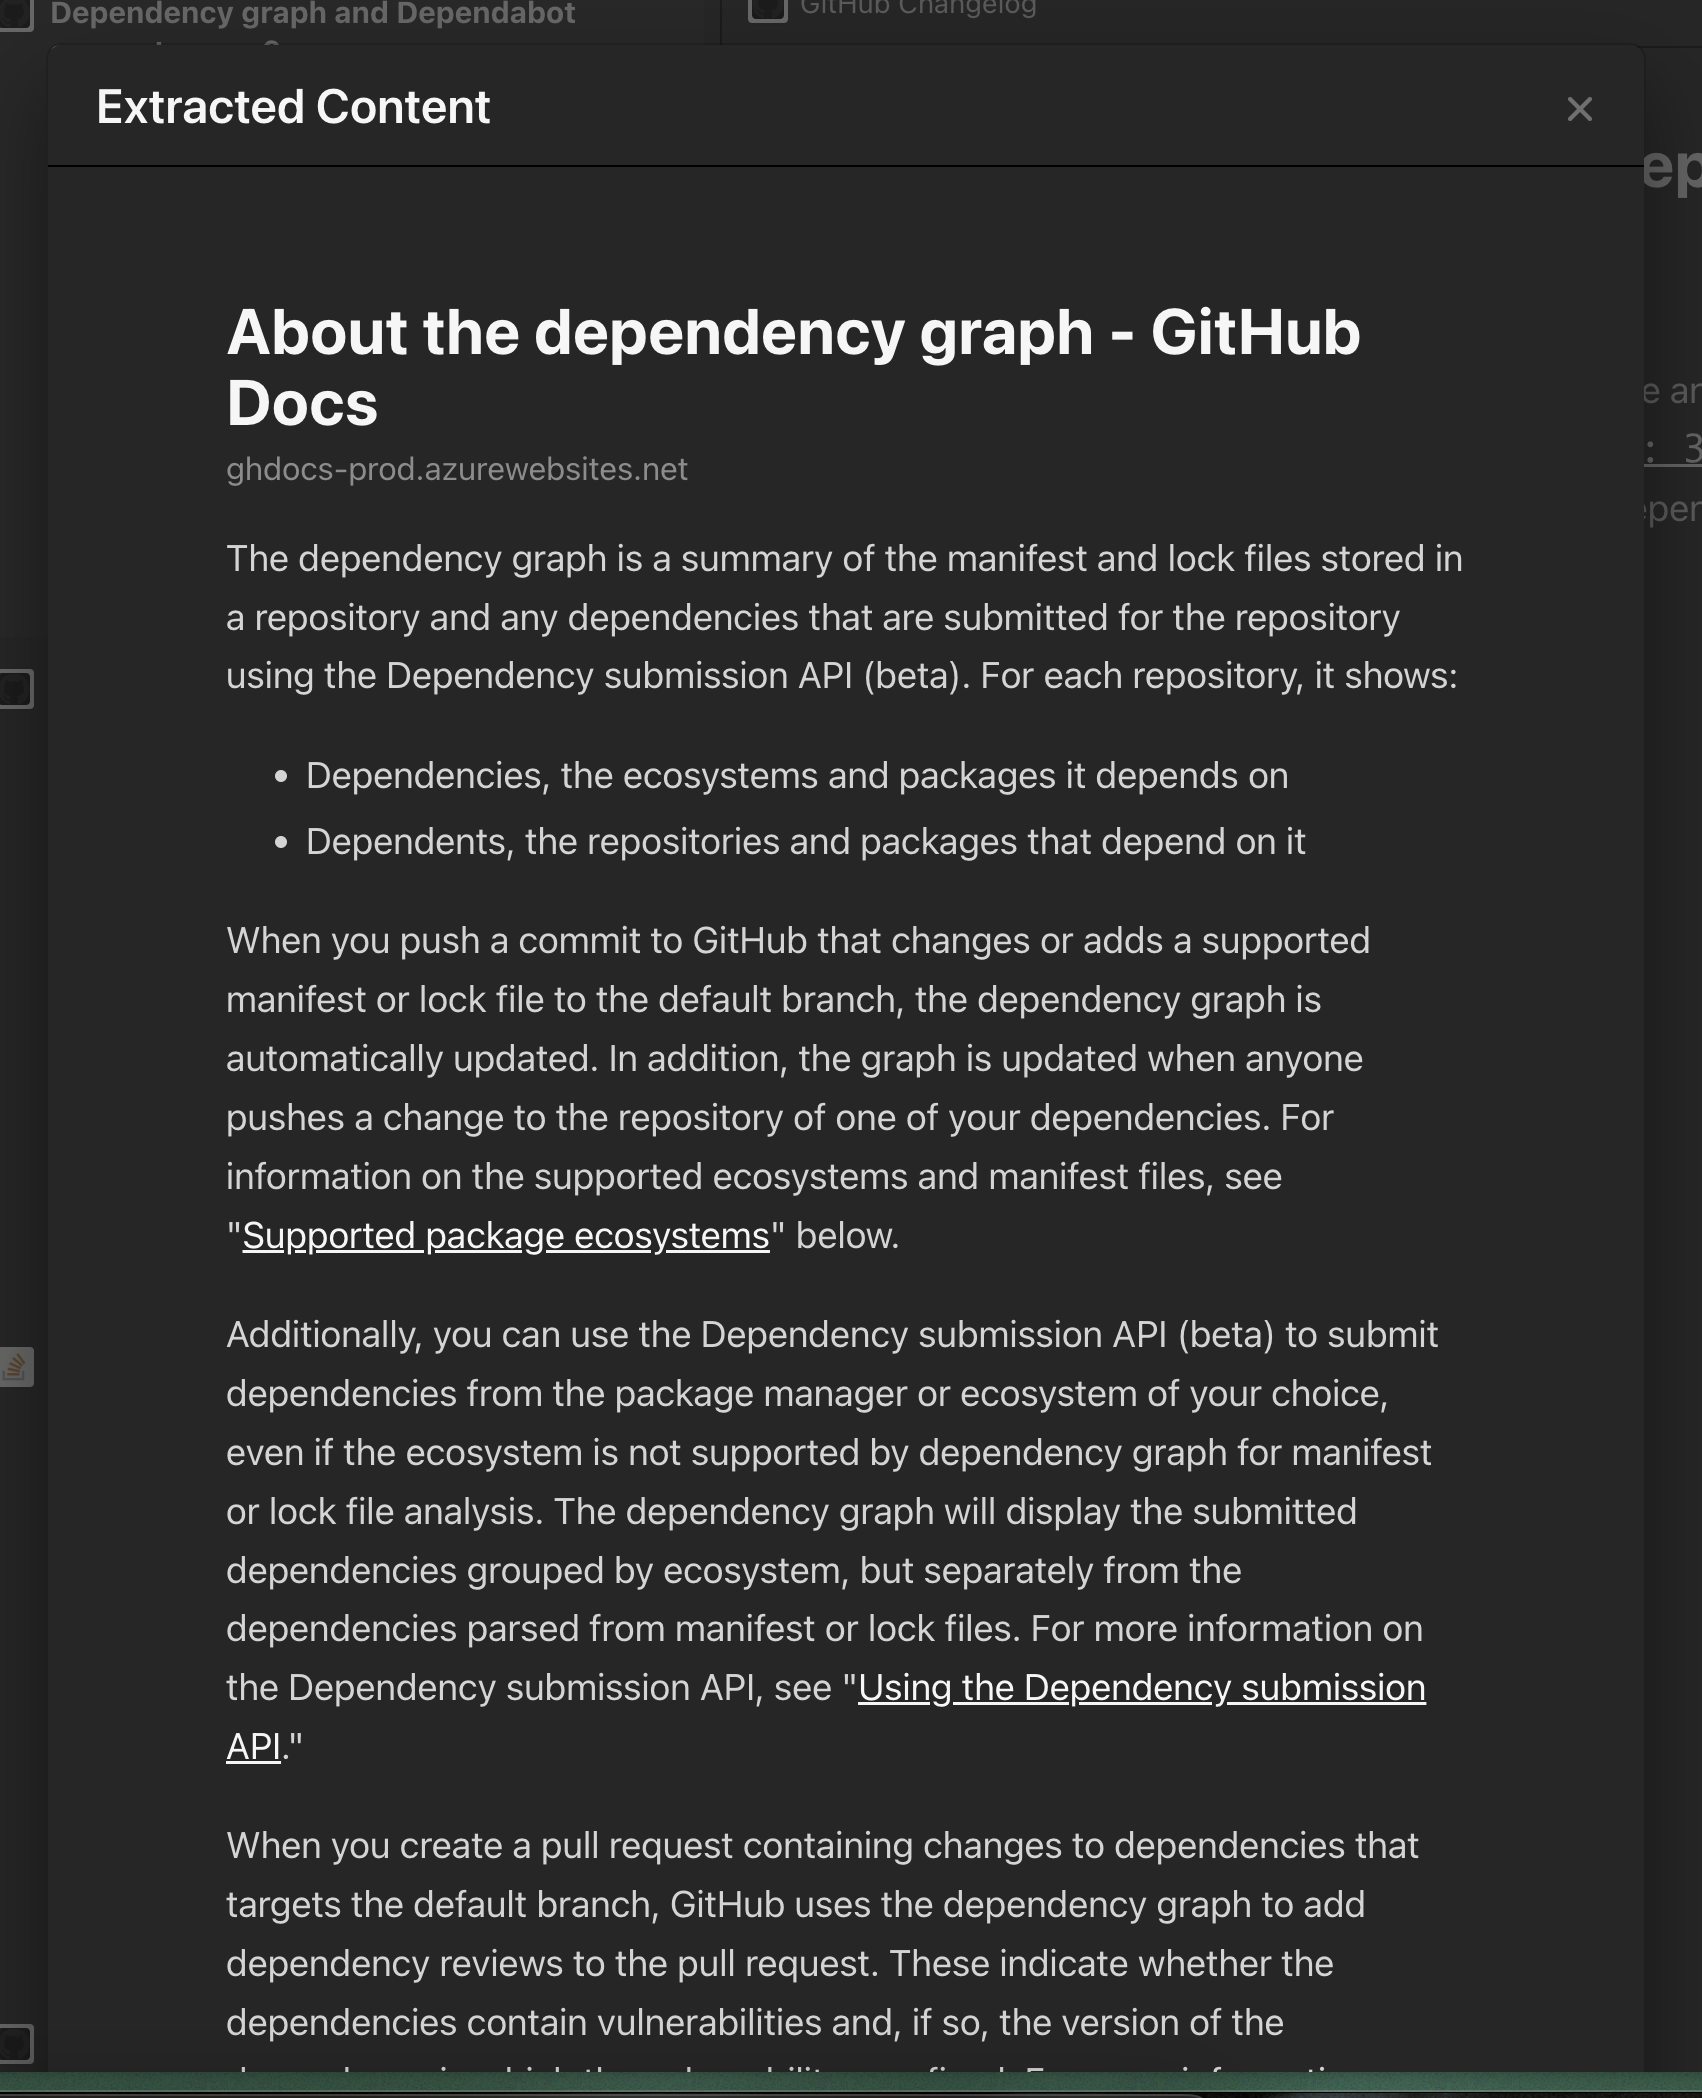 Dependency graph and Dependabot
GitHub Changelog
Extracted Content
ep
About the dependency graph - GitHub
Docs
ghdocs-prod.azurewebsites.net
e ar
: 3
epen
The dependency graph is a summary of the manifest and lock files stored in
a repository and any dependencies that are submitted for the repository
using the Dependency submission API (beta). For each repository, it shows:
• Dependencies, the ecosystems and packages it depends on
• Dependents, the repositories and packages that depend on it
When you push a commit to GitHub that changes or adds a supported
manifest or lock file to the default branch, the dependency graph is
automatically updated. In addition, the graph is updated when anyone
pushes a change to the repository of one of your dependencies. For
information on the supported ecosystems and manifest files, see
"Supported package ecosystems" below.
Additionally, you can use the Dependency submission API (beta) to submit
dependencies from the package manager or ecosystem of your choice,
even if the ecosystem is not supported by dependency graph for manifest
or lock file analysis. The dependency graph will display the submitted
dependencies grouped by ecosystem, but separately from the
dependencies parsed from manifest or lock files. For more information on
the Dependency submission API, see "Using the Dependency submission
API."
When you create a pull request containing changes to dependencies that
targets the default branch, GitHub uses the dependency graph to add
dependency reviews to the pull request. These indicate whether the
dependencies contain vulnerabilities and, if so, the version of the